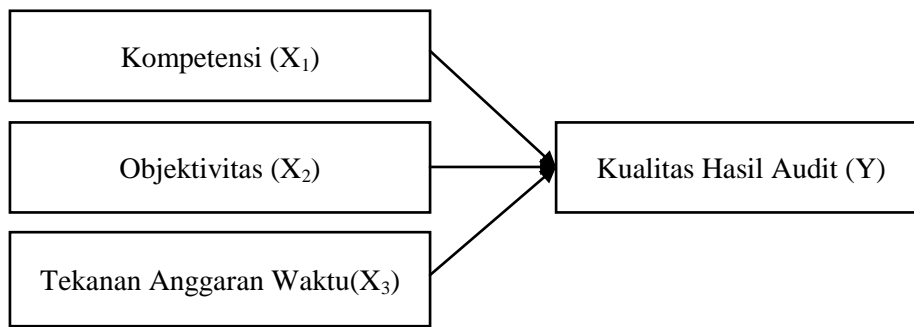 Kompetensi (X₁)
Objektivitas (X₂)
Kualitas Hasil Audit (Y)
Tekanan Anggaran Waktu(X₃)